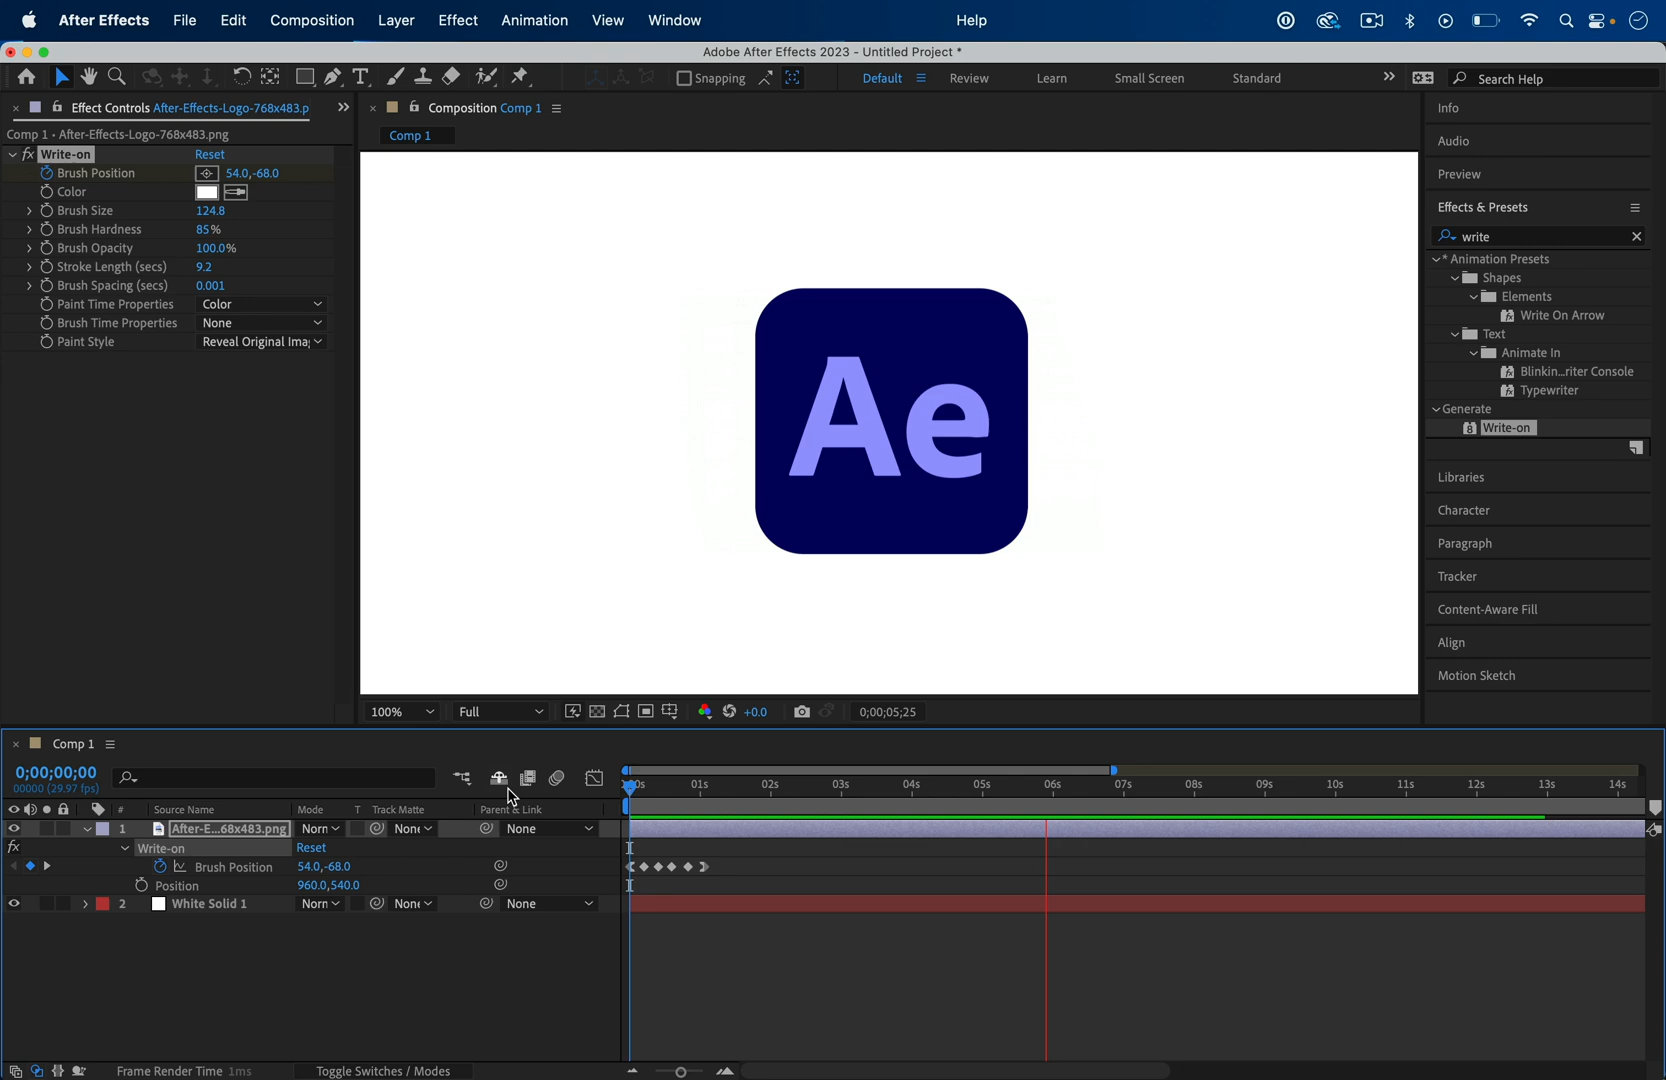 After Effects File Edit Composition Layer Effect Animation View Window Help
Adobe After Effects 2023 - Untitled Project *
Snapping Default Review Learn Small Screen Standard Search Help
Effect Controls After-Effects-Logo-768x483.p
Comp 1 • After-Effects-Logo-768x483.png
fx Write-on Reset
Brush Position 54.0,-68.0
Color
Brush Size 124.8
Brush Hardness 85%
Brush Opacity 100.0%
Stroke Length (secs) 9.2
Brush Spacing (secs) 0.001
Paint Time Properties Color
Brush Time Properties None
Paint Style Reveal Original Ima
Composition Comp 1
Comp 1
Ae
100% Full +0.0 0;00;05;25
Info
Audio
Preview
Effects & Presets
write
* Animation Presets
Shapes
Elements
Write On Arrow
Text
Animate In
Blinkin...riter Console
Typewriter
Generate
8 Write-on
Libraries
Character
Paragraph
Tracker
Content-Aware Fill
Align
Motion Sketch
Comp 1
0;00;00;00
00000 (29.97 fps)
01s 02s 03s 04s 05s 06s 07s 08s 09s 10s 11s 12s 13s 14s
# Source Name Mode T Track Matte Parent & Link
1 After-E...68x483.png Norm None None
fx Write-on Reset
Brush Position 54.0,-68.0
Position 960.0,540.0
2 White Solid 1 Norm None None
Frame Render Time 1ms Toggle Switches / Modes